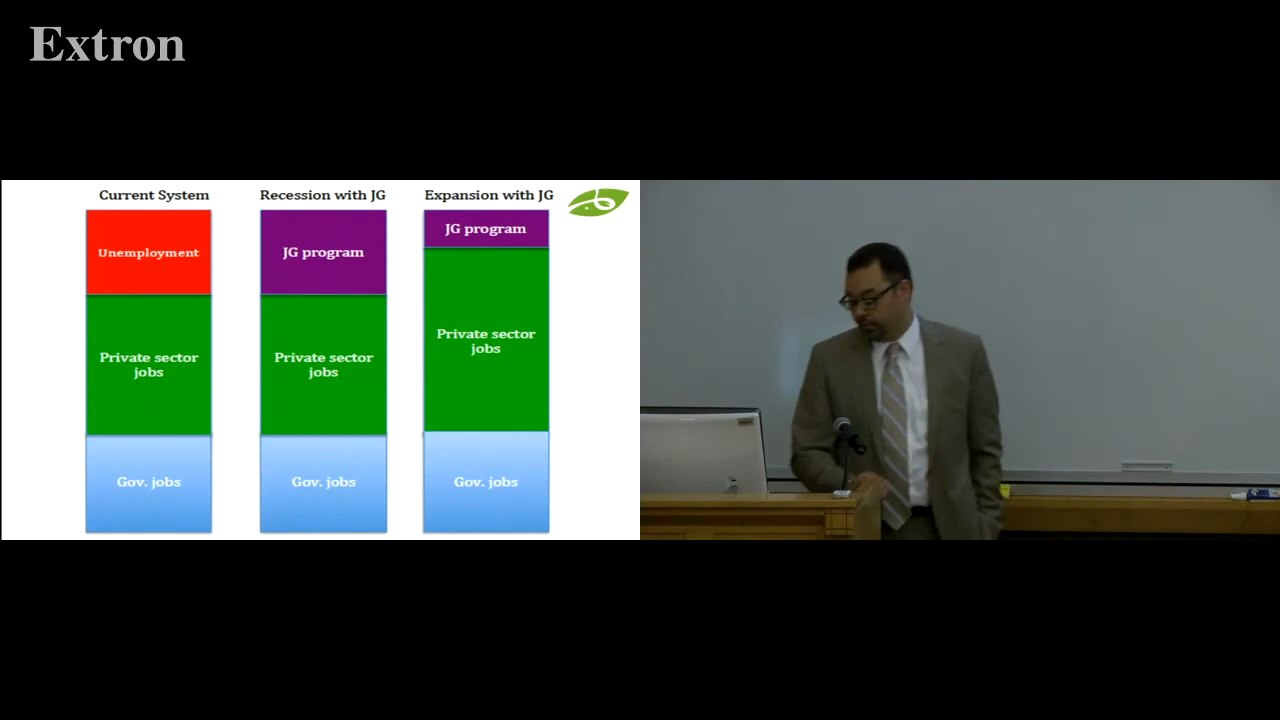 Extron
Current System
Recession with JG
Expansion with JG
Unemployment
JG program
JG program
Private sector
jobs
Private sector
jobs
Private sector
jobs
Gov. jobs
Gov. jobs
Gov. jobs